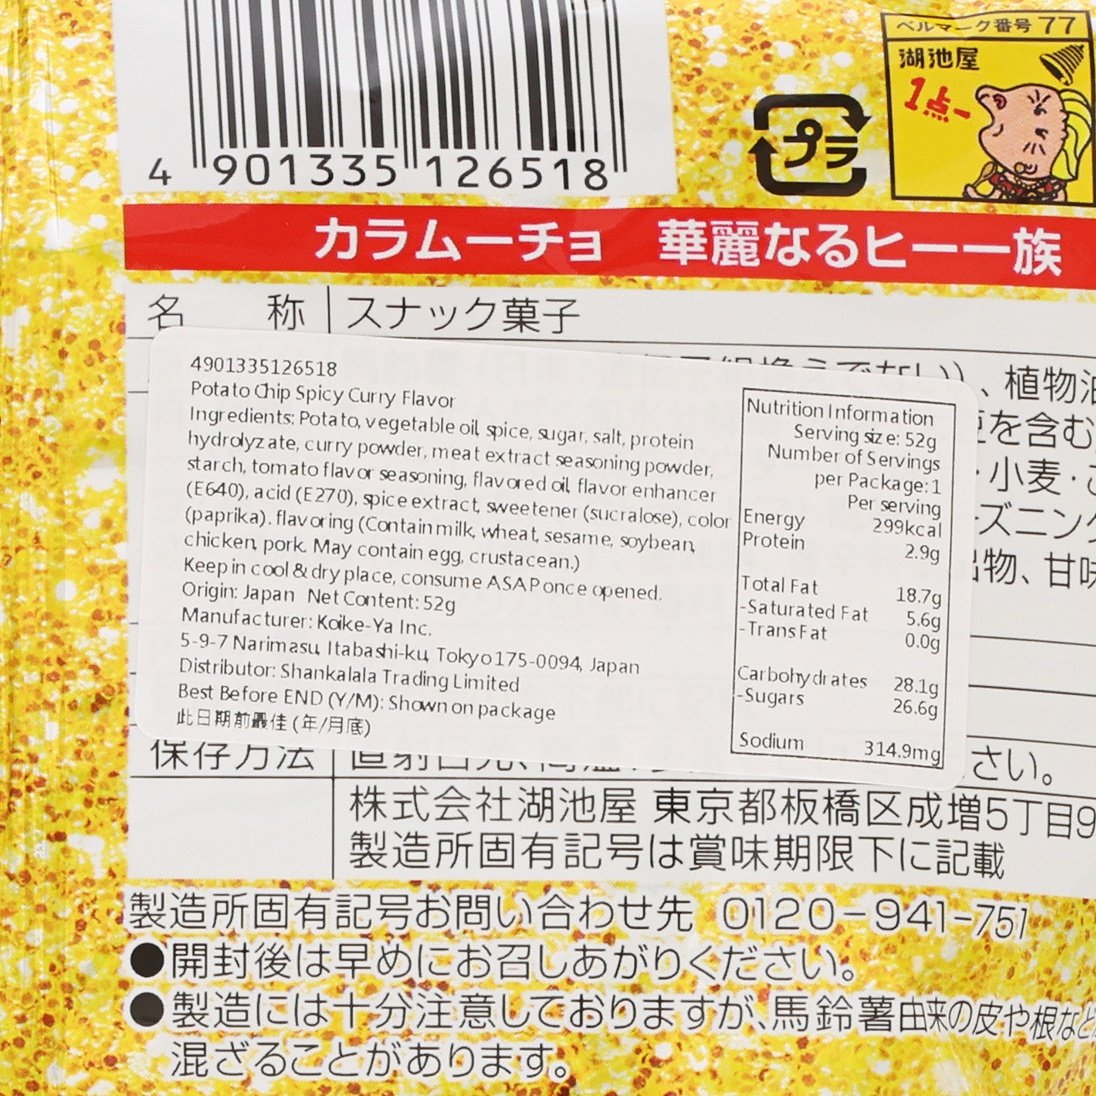 ベルマーク番号 77
湖池屋
1点
プラ
4 901335 126518
カラムーチョ 華麗なるヒー一族
名 称 スナック菓子
、植物油
を含む
・小麦・ご
ズニング
物、甘味
4901335126518
Potato Chip Spicy Curry Flavor
Ingredients: Potato, vegetable oil, spice, sugar, salt, protein
hydrolyzate, curry powder, meat extract seasoning powder,
starch, tomato flavor seasoning, flavored oil, flavor enhancer
(E640), acid (E270), spice extract, sweetener (sucralose), color
(paprika). flavoring (Contain milk, wheat, sesame, soybean,
chicken, pork. May contain egg, crustacean.)
Keep in cool & dry place, consume ASAP once opened.
Origin: Japan Net Content: 52g
Manufacturer: Koike-Ya Inc.
5-9-7 Narimasu, Itabashi-ku, Tokyo 175-0094, Japan
Distributor: Shankalala Trading Limited
Best Before END (Y/M): Shown on package
此日期前最佳 (年/月底)
Nutrition Information
Serving size: 52g
Number of Servings
per Package: 1
Per serving
Energy 299kcal
Protein 2.9g
Total Fat 18.7g
-Saturated Fat 5.6g
-Trans Fat 0.0g
Carbohydrates 28.1g
-Sugars 26.6g
Sodium 314.9mg
保存方法 さい。
株式会社湖池屋 東京都板橋区成増5丁目9
製造所固有記号は賞味期限下に記載
製造所固有記号お問い合わせ先 0120-941-751
●開封後は早めにお召しあがりください。
●製造には十分注意しておりますが、馬鈴薯由来の皮や根など
混ざることがあります。